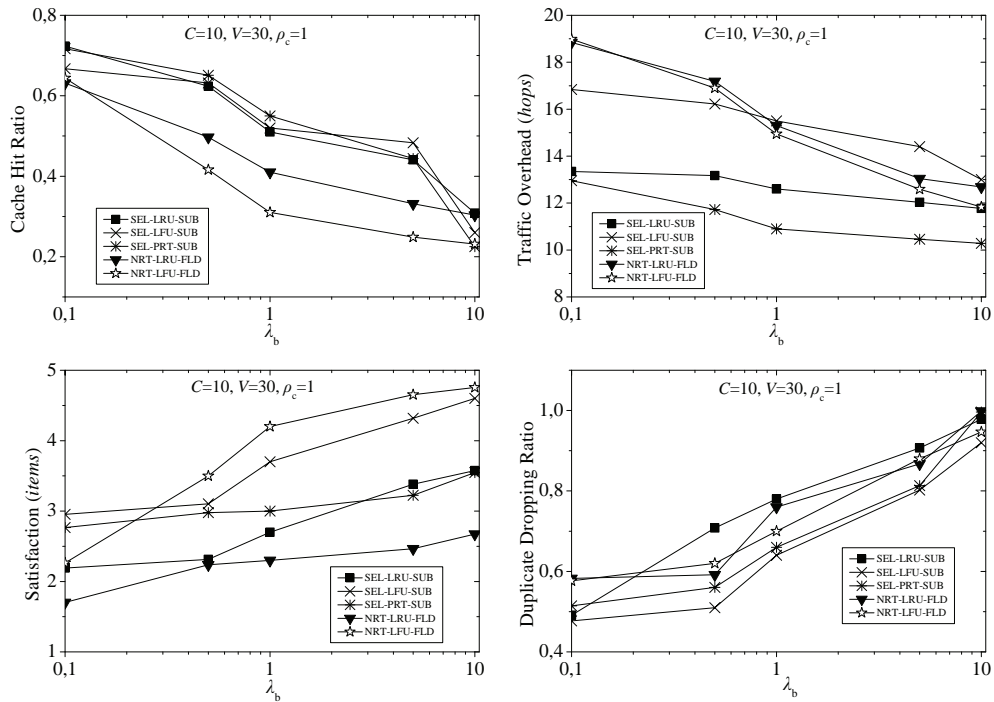 C=10, V=30, ρc=1
Cache Hit Ratio
0,8
0,6
0,4
0,2
SEL-LRU-SUB
SEL-LFU-SUB
SEL-PRT-SUB
NRT-LRU-FLD
NRT-LFU-FLD
0,1
1
10
λb
C=10, V=30, ρc=1
Traffic Overhead (hops)
20
18
16
14
12
10
8
SEL-LRU-SUB
SEL-LFU-SUB
SEL-PRT-SUB
NRT-LRU-FLD
NRT-LFU-FLD
0,1
1
10
λb
C=10, V=30, ρc=1
Satisfaction (items)
5
4
3
2
1
SEL-LRU-SUB
SEL-LFU-SUB
SEL-PRT-SUB
NRT-LRU-FLD
NRT-LFU-FLD
0,1
1
10
λb
C=10, V=30, ρc=1
Duplicate Dropping Ratio
1,0
0,8
0,6
0,4
SEL-LRU-SUB
SEL-LFU-SUB
SEL-PRT-SUB
NRT-LRU-FLD
NRT-LFU-FLD
0,1
1
10
λb